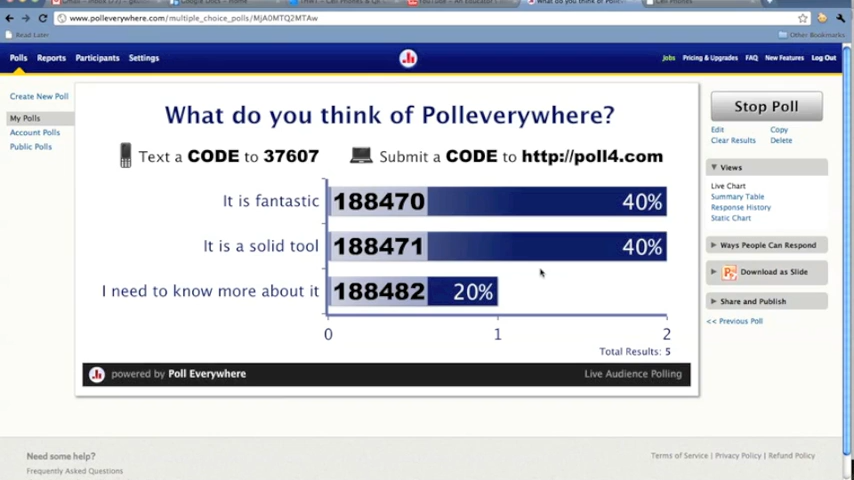 www.polleverywhere.com/multiple_choice_polls/MjA0MTQ2MTAw
Read Later
Other Bookmarks
Polls Reports Participants Settings
Jobs Pricing & Upgrades FAQ New Features Log Out
Create New Poll
My Polls
Account Polls
Public Polls
What do you think of Polleverywhere?
Text a CODE to 37607
Submit a CODE to http://poll4.com
It is fantastic 188470 40%
It is a solid tool 188471 40%
I need to know more about it 188482 20%
0 1 2
Total Results: 5
powered by Poll Everywhere
Live Audience Polling
Stop Poll
Edit Copy
Clear Results Delete
Views
Live Chart
Summary Table
Response History
Static Chart
Ways People Can Respond
Download as Slide
Share and Publish
<< Previous Poll
Need some help?
Frequently Asked Questions
Terms of Service | Privacy Policy | Refund Policy